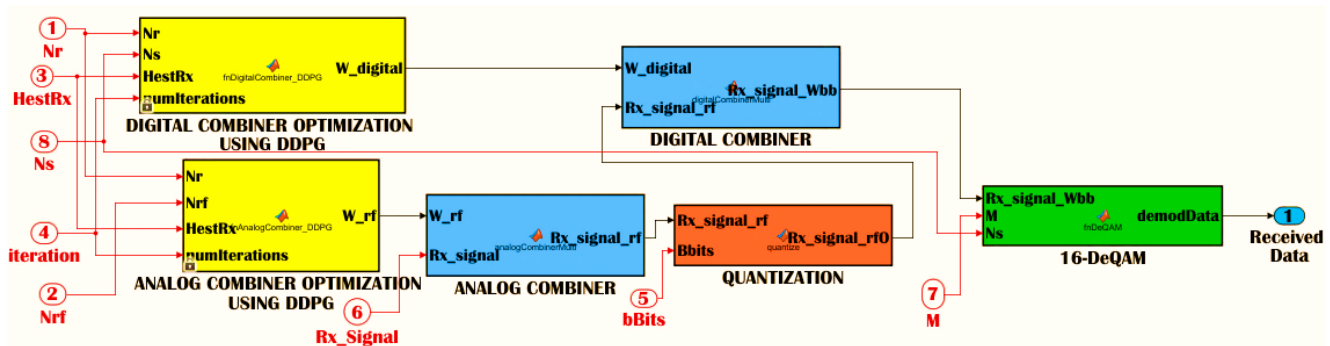 1
Nr
3
HestRx
8
Ns
4
iteration
2
Nrf
Nr
Ns
HestRx
numIterations
fnDigitalCombiner_DDPG
W_digital
DIGITAL COMBINER OPTIMIZATION
USING DDPG
Nr
Nrf
HestRx
numIterations
nAnalogCombiner_DDPG
W_rf
ANALOG COMBINER OPTIMIZATION
USING DDPG
6
Rx_Signal
W_rf
Rx_signal
analogCombinerMulti
Rx_signal_rf
ANALOG COMBINER
W_digital
Rx_signal_rf
digitalCombinerMulti
Rx_signal_Wbb
DIGITAL COMBINER
Rx_signal_rf
Bbits
quantize
Rx_signal_rfO
QUANTIZATION
5
bBits
Rx_signal_Wbb
M
Ns
fnDeQAM
demodData
16-DeQAM
7
M
1
Received
Data